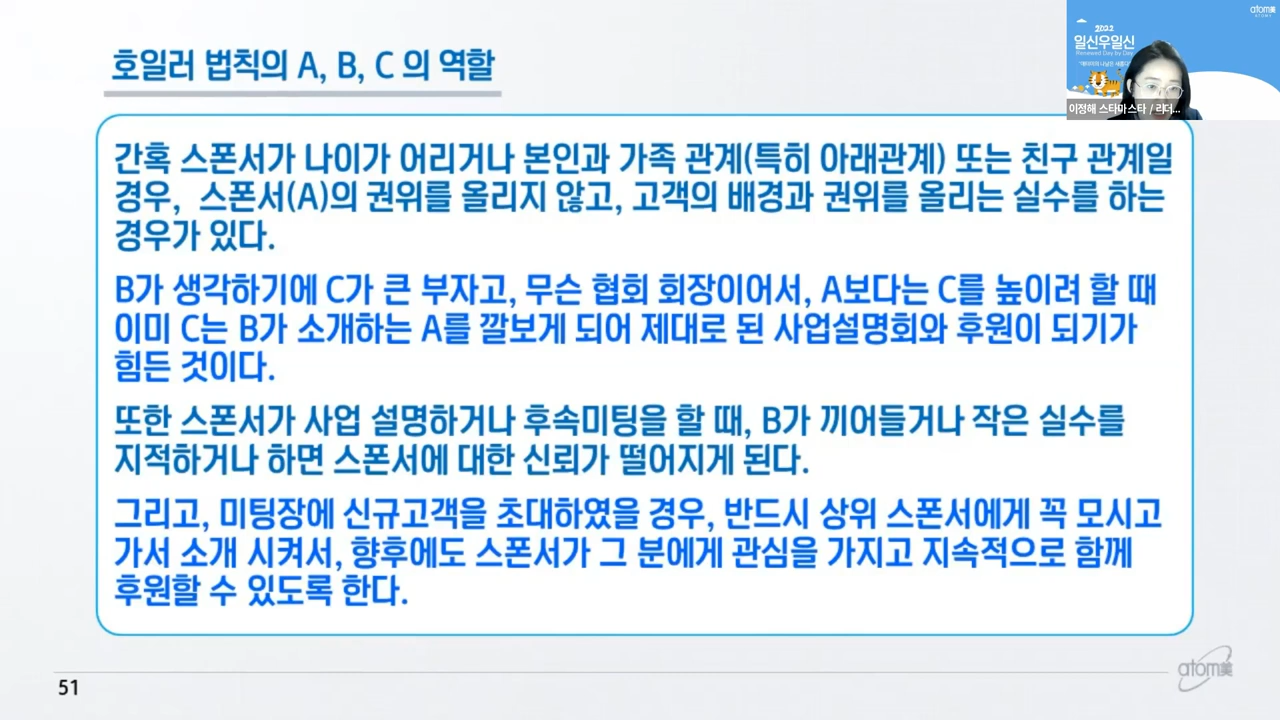 호일러 법칙의 A, B, C 의 역할
간혹 스폰서가 나이가 어리거나 본인과 가족 관계(특히 아래관계) 또는 친구 관계일
경우, 스폰서(A)의 권위를 올리지 않고, 고객의 배경과 권위를 올리는 실수를 하는
경우가 있다.
B가 생각하기에 C가 큰 부자고, 무슨 협회 회장이어서, A보다는 C를 높이려 할 때
이미 C는 B가 소개하는 A를 깔보게 되어 제대로 된 사업설명회와 후원이 되기가
힘든 것이다.
또한 스폰서가 사업 설명하거나 후속미팅을 할 때, B가 끼어들거나 작은 실수를
지적하거나 하면 스폰서에 대한 신뢰가 떨어지게 된다.
그리고, 미팅장에 신규고객을 초대하였을 경우, 반드시 상위 스폰서에게 꼭 모시고
가서 소개 시켜서, 향후에도 스폰서가 그 분에게 관심을 가지고 지속적으로 함께
후원할 수 있도록 한다.
51
atom美
atom美
2022
일신우일신
Renewed Day by Day
이정해 스타마스타 / 리더...